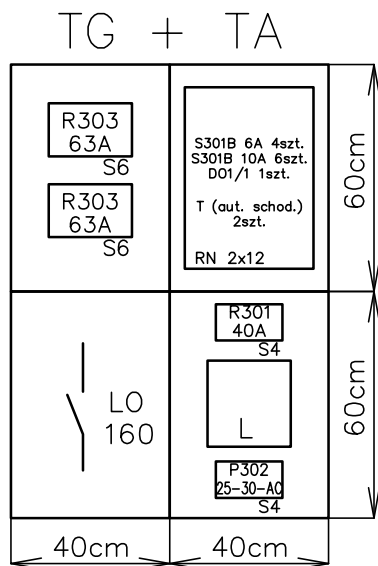 TG + TA
R303
63A
S6
R303
63A
S6
S301B 6A 4szt.
S301B 10A 6szt.
DO1/1 1szt.
T (aut. schod.)
2szt.
RN 2x12
60cm
LO
160
R301
40A
S4
L
P302
25-30-AC
S4
60cm
40cm
40cm